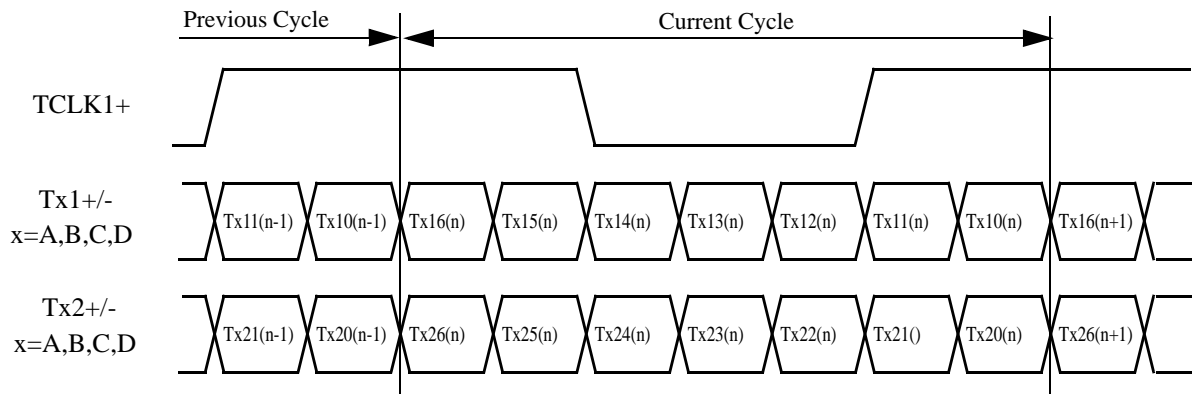 Previous Cycle Current Cycle
TCLK1+
Tx1+/-
x=A,B,C,D
Tx11(n-1) Tx10(n-1) Tx16(n) Tx15(n) Tx14(n) Tx13(n) Tx12(n) Tx11(n) Tx10(n) Tx16(n+1)
Tx2+/-
x=A,B,C,D
Tx21(n-1) Tx20(n-1) Tx26(n) Tx25(n) Tx24(n) Tx23(n) Tx22(n) Tx21() Tx20(n) Tx26(n+1)